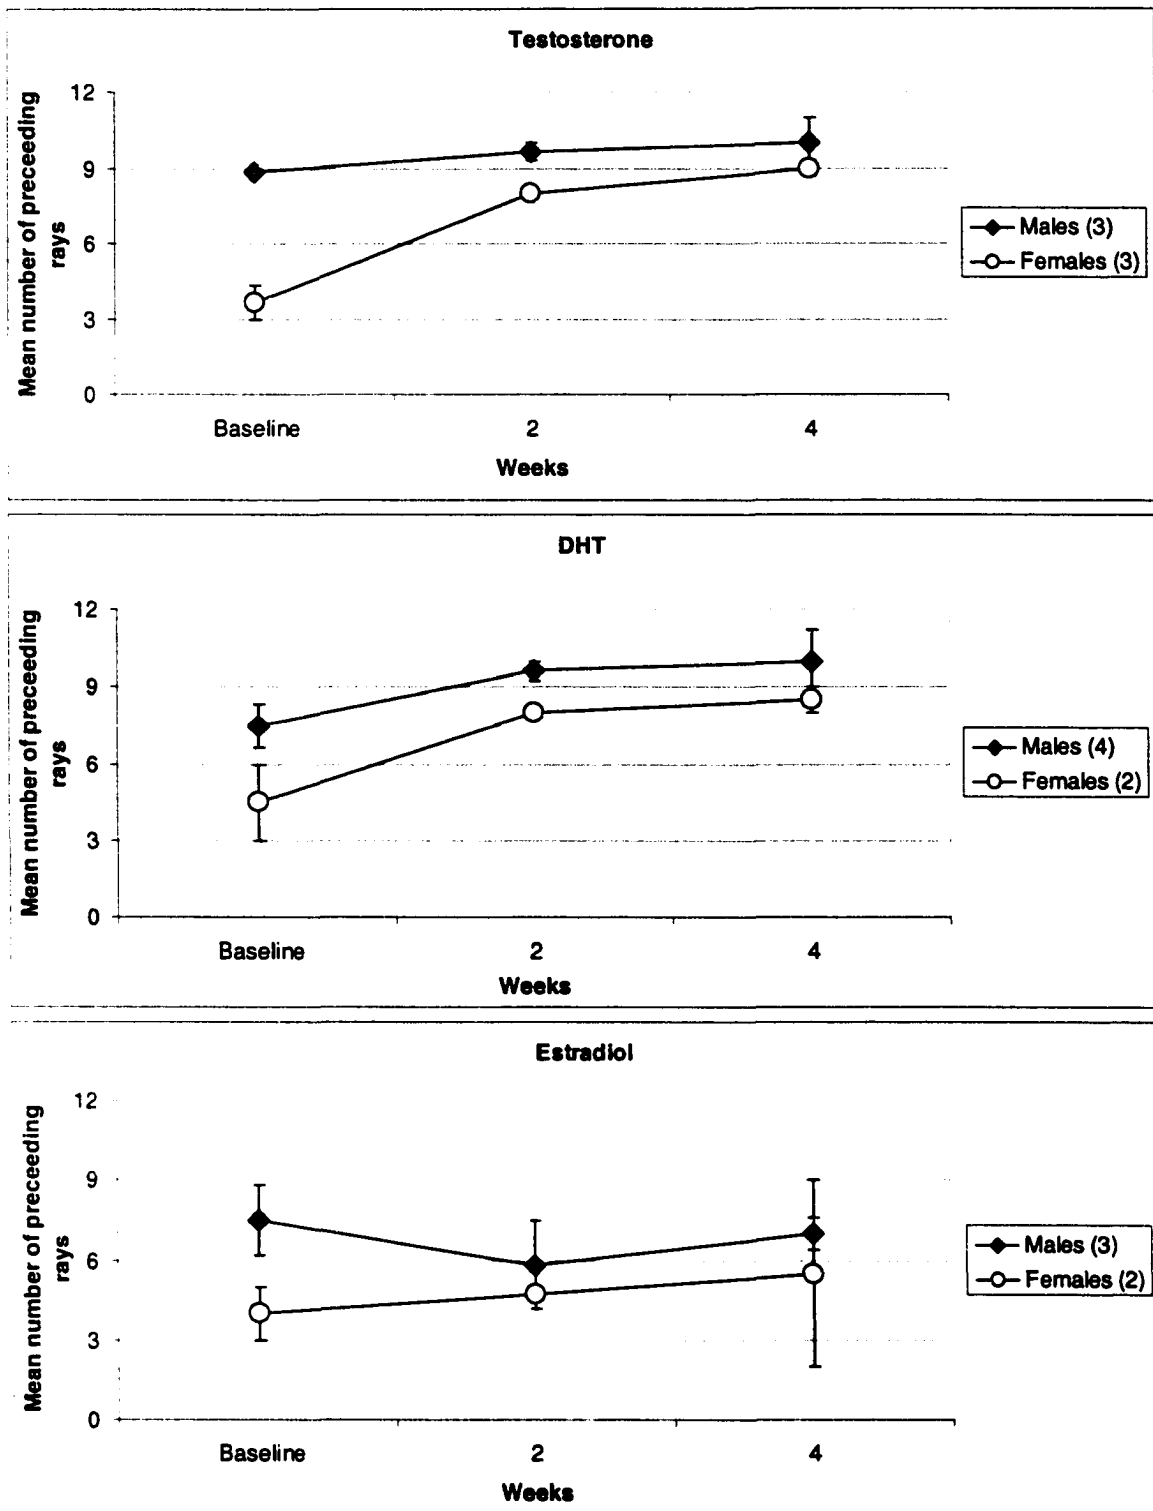 Testosterone
Mean number of preceeding
rays
12
9
6
3
0
Baseline
2
4
Weeks
Males (3)
Females (3)
DHT
Mean number of preceeding
rays
12
9
6
3
0
Baseline
2
4
Weeks
Males (4)
Females (2)
Estradiol
Mean number of preceeding
rays
12
9
6
3
0
Baseline
2
4
Weeks
Males (3)
Females (2)